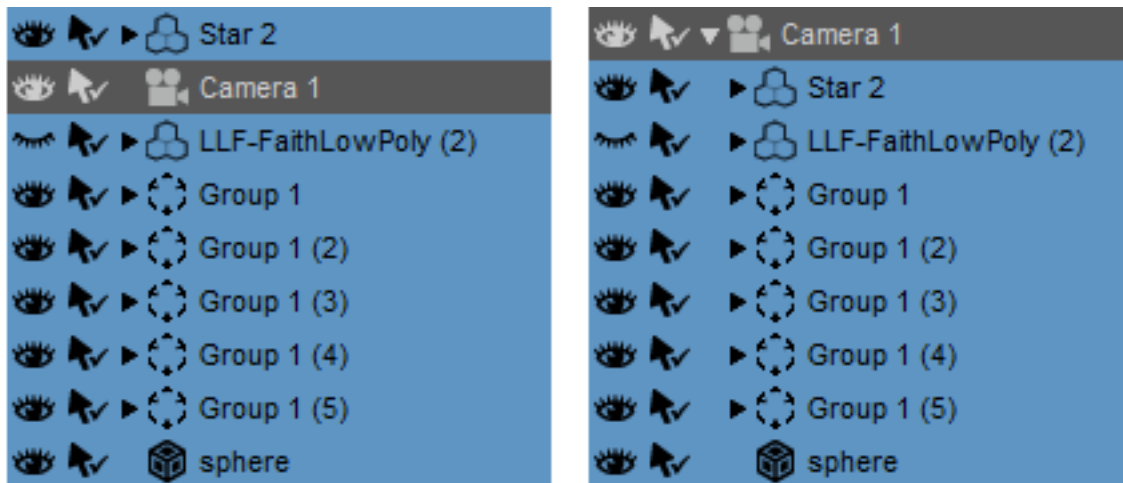 Star 2
Camera 1
LLF-FaithLowPoly (2)
Group 1
Group 1 (2)
Group 1 (3)
Group 1 (4)
Group 1 (5)
sphere
Camera 1
Star 2
LLF-FaithLowPoly (2)
Group 1
Group 1 (2)
Group 1 (3)
Group 1 (4)
Group 1 (5)
sphere